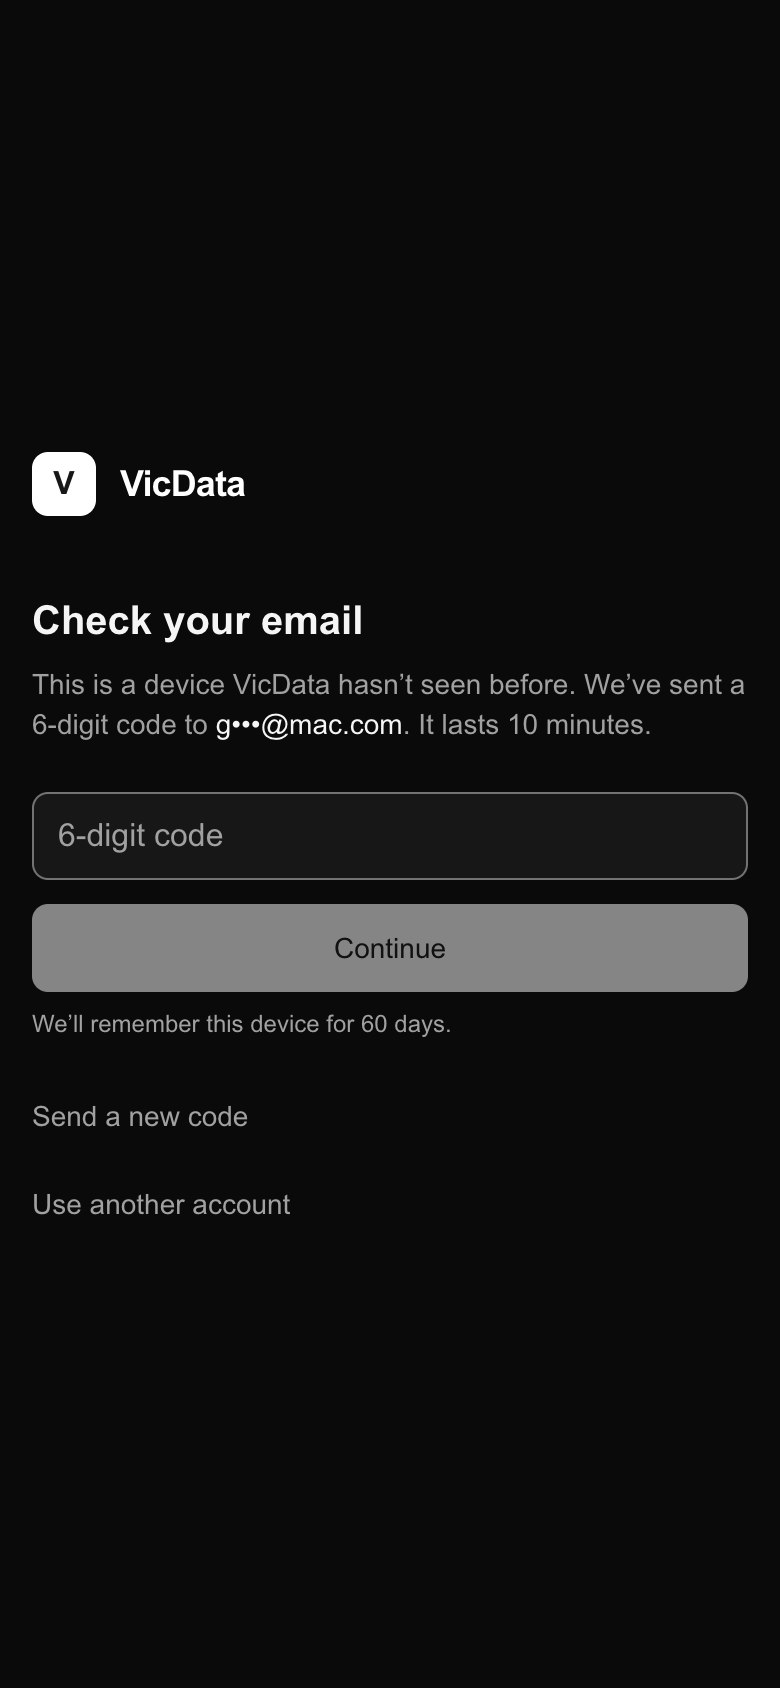 V
VicData
Check your email
This is a device VicData hasn’t seen before. We’ve sent a
6-digit code to g•••@mac.com. It lasts 10 minutes.
6-digit code
Continue
We’ll remember this device for 60 days.
Send a new code
Use another account